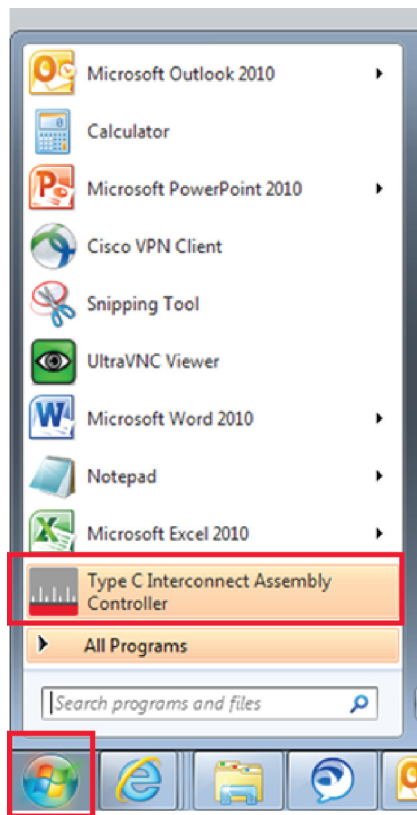 Microsoft Outlook 2010
Calculator
Microsoft PowerPoint 2010
Cisco VPN Client
Snipping Tool
UltraVNC Viewer
Microsoft Word 2010
Notepad
Microsoft Excel 2010
Type C Interconnect Assembly
Controller
All Programs
Search programs and files